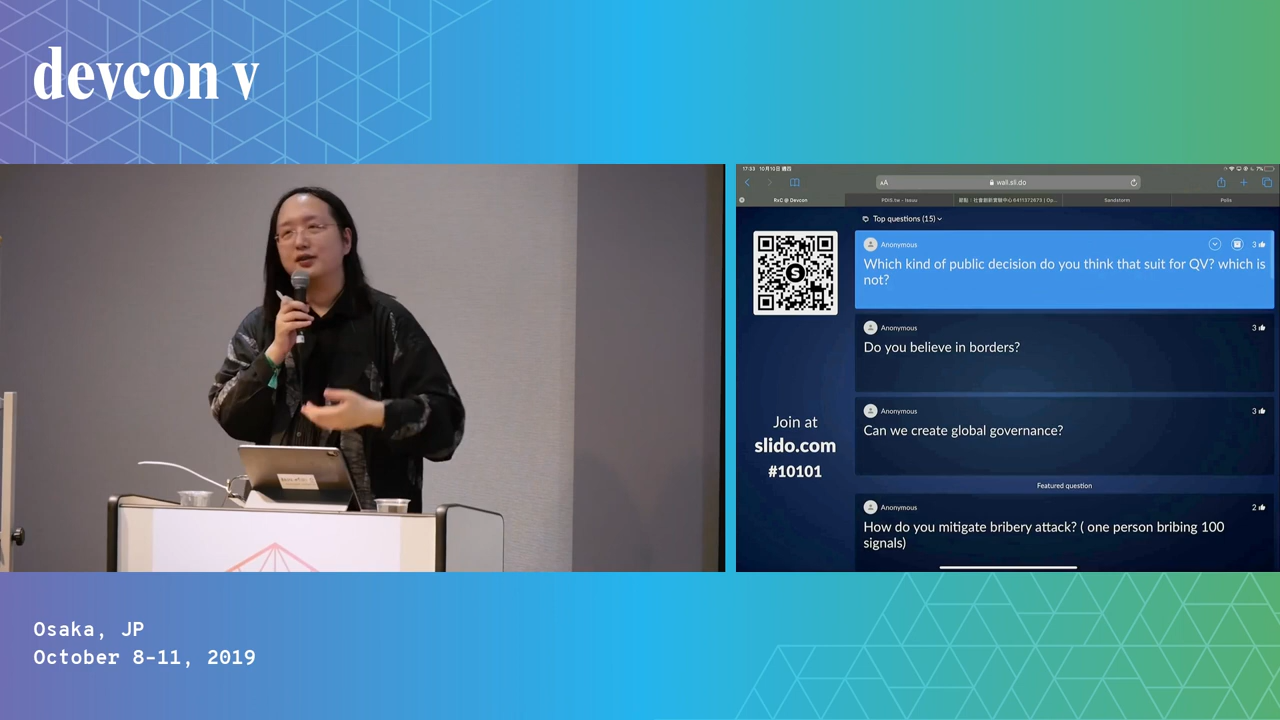 devcon v
17:33 10月10日 週四
7%
AA
wall.sli.do
RxC @ Devcon
PDIS.tw - Issuu
Sandstorm
Polis
Top questions (15)
Anonymous
3
Which kind of public decision do you think that suit for QV? which is
not?
Anonymous
3
Do you believe in borders?
Anonymous
3
Can we create global governance?
Featured question
Anonymous
2
How do you mitigate bribery attack? ( one person bribing 100
signals)
S
Join at
slido.com
#10101
Osaka, JP
October 8-11, 2019